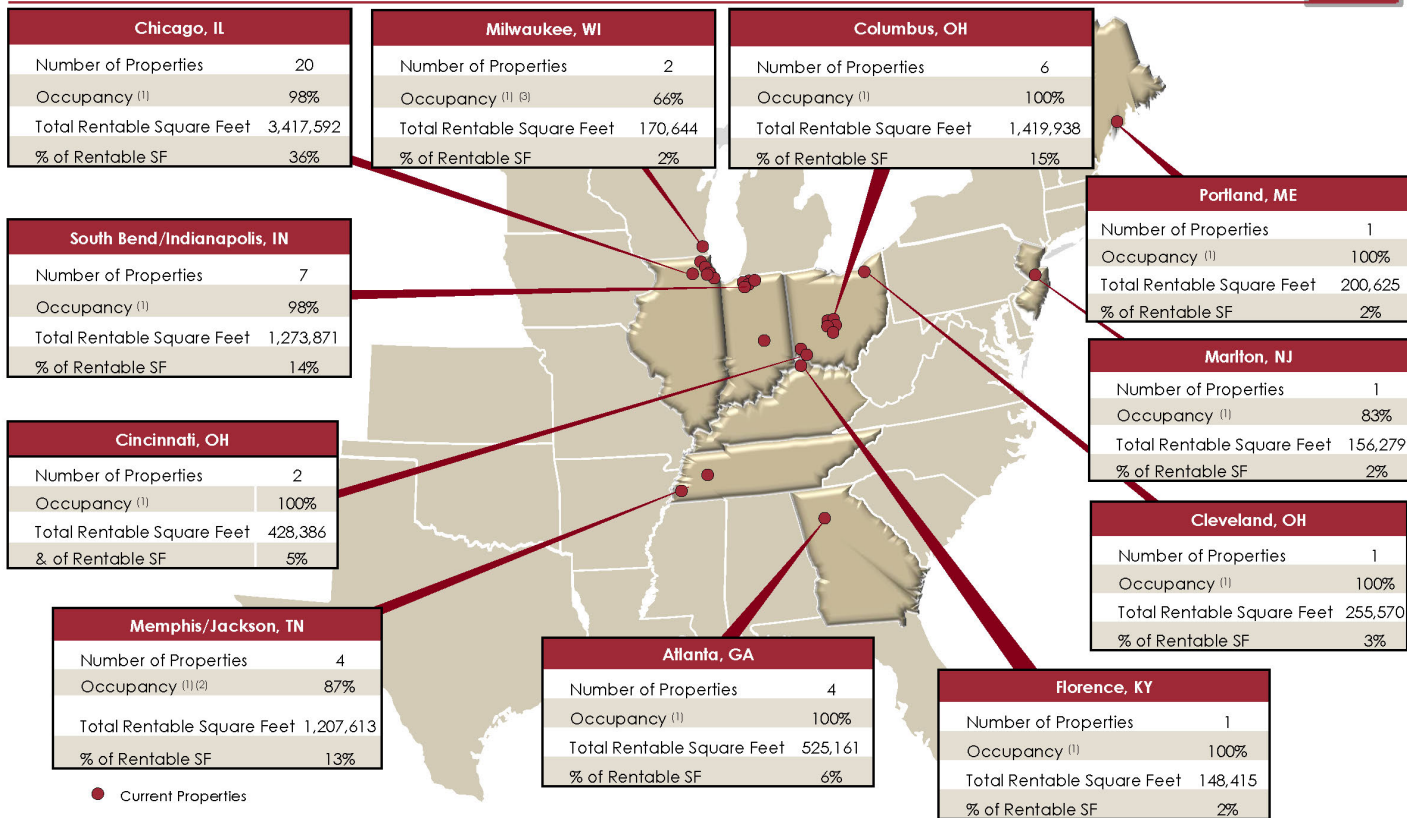 Chicago, IL
Number of Properties 20
Occupancy (1) 98%
Total Rentable Square Feet 3,417,592
% of Rentable SF 36%
Milwaukee, WI
Number of Properties 2
Occupancy (1) (3) 66%
Total Rentable Square Feet 170,644
% of Rentable SF 2%
Columbus, OH
Number of Properties 6
Occupancy (1) 100%
Total Rentable Square Feet 1,419,938
% of Rentable SF 15%
Portland, ME
Number of Properties 1
Occupancy (1) 100%
Total Rentable Square Feet 200,625
% of Rentable SF 2%
South Bend/Indianapolis, IN
Number of Properties 7
Occupancy (1) 98%
Total Rentable Square Feet 1,273,871
% of Rentable SF 14%
Marlton, NJ
Number of Properties 1
Occupancy (1) 83%
Total Rentable Square Feet 156,279
% of Rentable SF 2%
Cincinnati, OH
Number of Properties 2
Occupancy (1) 100%
Total Rentable Square Feet 428,386
& of Rentable SF 5%
Cleveland, OH
Number of Properties 1
Occupancy (1) 100%
Total Rentable Square Feet 255,570
% of Rentable SF 3%
Memphis/Jackson, TN
Number of Properties 4
Occupancy (1) (2) 87%
Total Rentable Square Feet 1,207,613
% of Rentable SF 13%
Atlanta, GA
Number of Properties 4
Occupancy (1) 100%
Total Rentable Square Feet 525,161
% of Rentable SF 6%
Florence, KY
Number of Properties 1
Occupancy (1) 100%
Total Rentable Square Feet 148,415
% of Rentable SF 2%
Current Properties